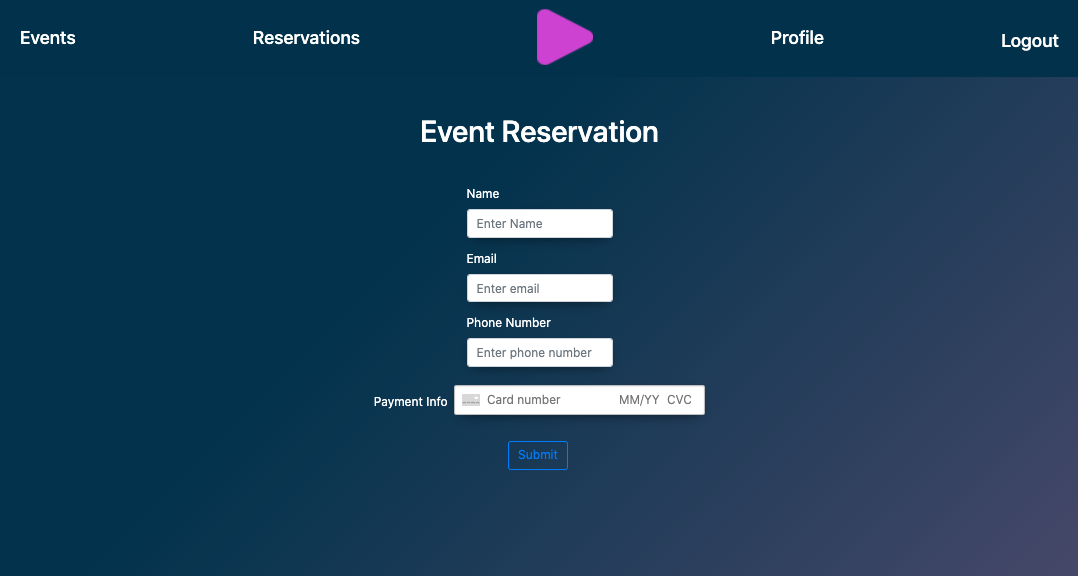 Events Reservations Profile Logout
Event Reservation
Name
Enter Name
Email
Enter email
Phone Number
Enter phone number
Payment Info Card number MM/YY CVC
Submit